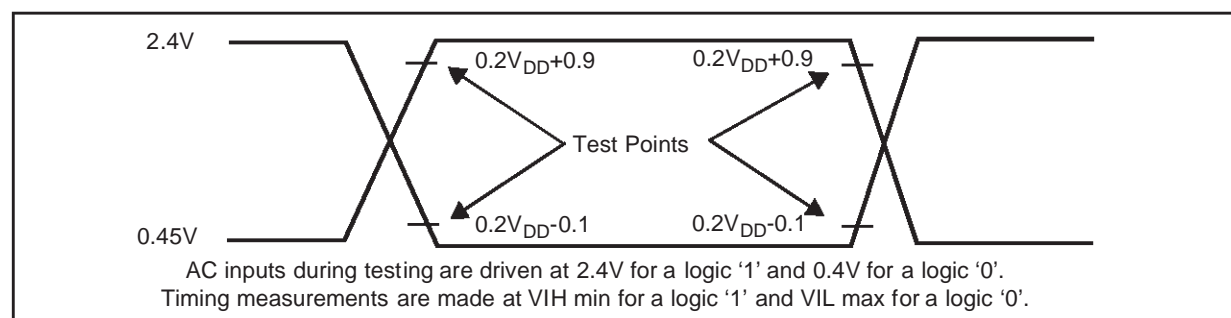 2.4V
0.2VDD+0.9 0.2VDD+0.9
Test Points
0.2VDD-0.1 0.2VDD-0.1
0.45V
AC inputs during testing are driven at 2.4V for a logic ‘1’ and 0.4V for a logic ‘0’.
Timing measurements are made at VIH min for a logic ‘1’ and VIL max for a logic ‘0’.